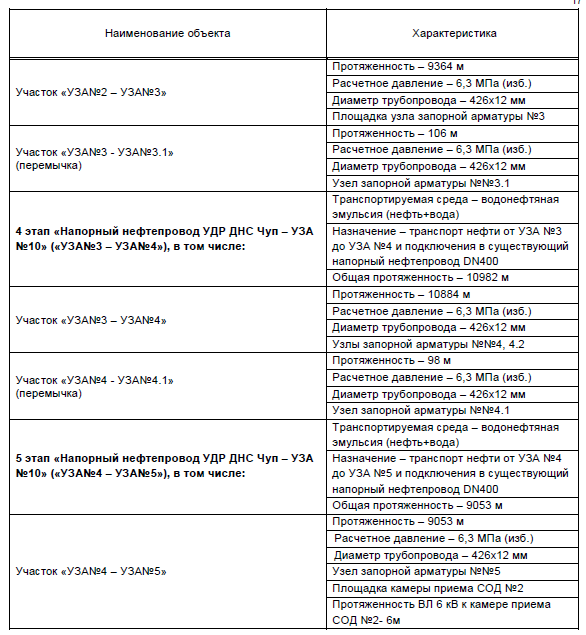 Наименование объекта
Характеристика
Участок «УЗА№2 – УЗА№3»
Протяженность – 9364 м
Расчетное давление – 6,3 МПа (изб.)
Диаметр трубопровода – 426х12 мм
Площадка узла запорной арматуры №3
Участок «УЗА№3 - УЗА№3.1»
(перемычка)
Протяженность – 106 м
Расчетное давление – 6,3 МПа (изб.)
Диаметр трубопровода – 426х12 мм
Узел запорной арматуры №№3.1
4 этап «Напорный нефтепровод УДР ДНС Чуп – УЗА
№10» («УЗА№3 – УЗА№4»), в том числе:
Транспортируемая среда – водонефтяная
эмульсия (нефть+вода)
Назначение – транспорт нефти от УЗА №3
до УЗА №4 и подключения в существующий
напорный нефтепровод DN400
Общая протяженность – 10982 м
Участок «УЗА№3 – УЗА№4»
Протяженность – 10884 м
Расчетное давление – 6,3 МПа (изб.)
Диаметр трубопровода – 426х12 мм
Узлы запорной арматуры №№4, 4.2
Участок «УЗА№4 - УЗА№4.1»
(перемычка)
Протяженность – 98 м
Расчетное давление – 6,3 МПа (изб.)
Диаметр трубопровода – 426х12 мм
Узел запорной арматуры №№4.1
5 этап «Напорный нефтепровод УДР ДНС Чуп – УЗА
№10» («УЗА№4 – УЗА№5»), в том числе:
Транспортируемая среда – водонефтяная
эмульсия (нефть+вода)
Назначение – транспорт нефти от УЗА №4
до УЗА №5 и подключения в существующий
напорный нефтепровод DN400
Общая протяженность – 9053 м
Участок «УЗА№4 – УЗА№5»
Протяженность – 9053 м
Расчетное давление – 6,3 МПа (изб.)
Диаметр трубопровода – 426х12 мм
Узел запорной арматуры №№5
Площадка камеры приема СОД №2
Протяженность ВЛ 6 кВ к камере приема
СОД №2- 6м